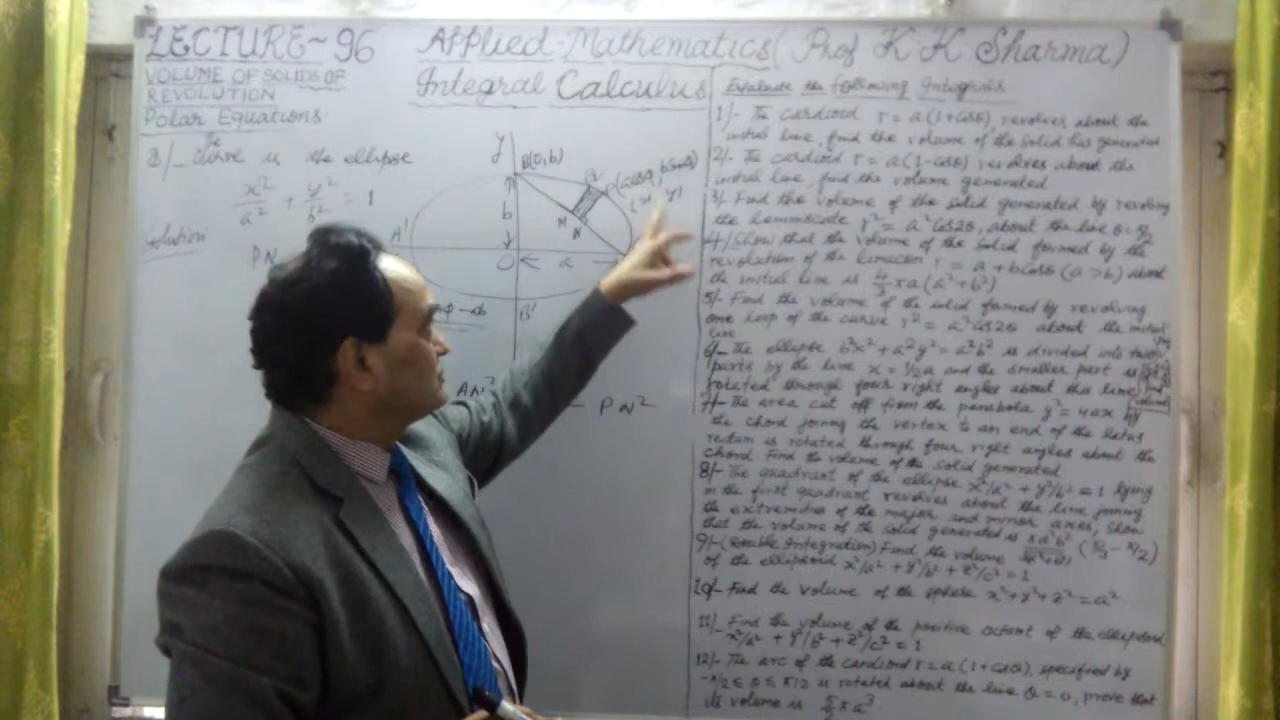 LECTURE~96
Applied-Mathematics (Prof K K Sharma)
Integral Calculus
VOLUME OF SOLIDS OF
REVOLUTION
Polar Equations
8/- The curve is the ellipse
x²/a² + y²/b² = 1
Solution
PN
y
B(0,b)
P(a cosφ, b sinφ)
(x, y)
b
M
N
A'
O
a
B'
- ab
AN²
- PN²
Evaluate the following Integrals
1/- The cardioid r = a(1+cosθ) revolves about the
initial line, find the volume of the solid thus generated
2/- The cardioid r = a(1-cosθ) revolves about the
initial line, find the volume generated
3/- Find the volume of the solid generated by revolving
the lemniscate r² = a² cos2θ, about the line θ = π/2
4/- Show that the volume of the solid formed by the
revolution of the limacon r = a + b cosθ (a > b) about
the initial line is 4/3 πa (a²+b²)
5/- Find the volume of the solid formed by revolving
one loop of the curve r² = a² cos2θ about the initial
line
6/- The ellipse b²x² + a²y² = a²b² is divided into two
parts by the line x = ½a and the smaller part is
rotated through four right angles about this line
7/- The area cut off from the parabola y² = 4ax by
the chord joining the vertex to an end of the latus
rectum is rotated through four right angles about the
chord Find the volume of the solid generated
8/- The quadrant of the ellipse x²/a² + y²/b² = 1 lying
in the first quadrant revolves about the line joining
the extremities of the major and minor axes, show
that the volume of the solid generated is πa²b²/√(a²+b²) (5/3 - π/2)
9/- (Double Integration) Find the volume
of the ellipsoid x²/a² + y²/b² + z²/c² = 1
10/- Find the volume of the sphere x²+y²+z² = a²
11/- Find the volume of the positive octant of the ellipsoid
x²/a² + y²/b² + z²/c² = 1
12/- The arc of the cardioid r = a(1+cosθ), specified by
-π/2 ≤ θ ≤ π/2 is rotated about the line θ = 0, prove that
its volume is 5/2 πa³